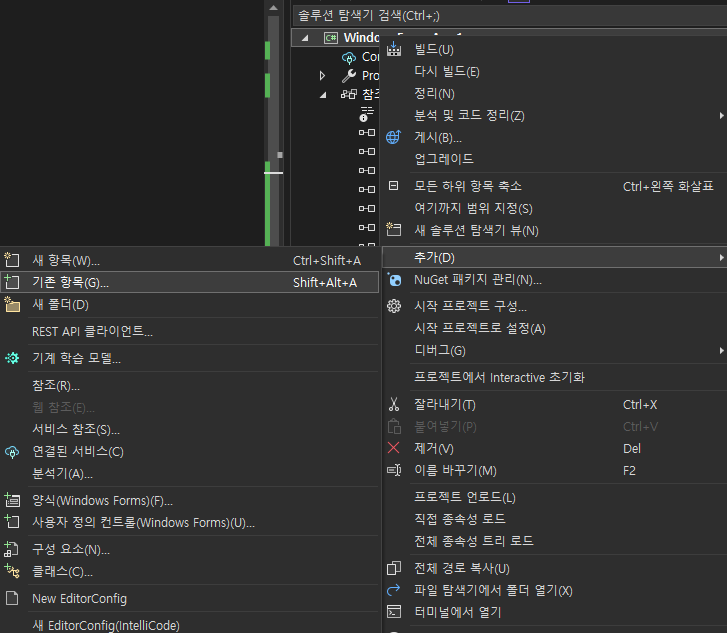 솔루션 탐색기 검색(Ctrl+;)
C#
빌드(U)
다시 빌드(E)
정리(N)
분석 및 코드 정리(Z)
게시(B)...
업그레이드
모든 하위 항목 축소 Ctrl+왼쪽 화살표
여기까지 범위 지정(S)
새 솔루션 탐색기 뷰(N)
추가(D)
NuGet 패키지 관리(N)...
시작 프로젝트 구성...
시작 프로젝트로 설정(A)
디버그(G)
프로젝트에서 Interactive 초기화
잘라내기(T) Ctrl+X
붙여넣기(P) Ctrl+V
제거(V) Del
이름 바꾸기(M) F2
프로젝트 언로드(L)
직접 종속성 로드
전체 종속성 트리 로드
전체 경로 복사(U)
파일 탐색기에서 폴더 열기(X)
터미널에서 열기
새 항목(W)... Ctrl+Shift+A
기존 항목(G)... Shift+Alt+A
새 폴더(D)
REST API 클라이언트...
기계 학습 모델...
참조(R)...
웹 참조(E)...
서비스 참조(S)...
연결된 서비스(C)
분석기(A)...
양식(Windows Forms)(F)...
사용자 정의 컨트롤(Windows Forms)(U)...
구성 요소(N)...
클래스(C)...
New EditorConfig
새 EditorConfig(IntelliCode)